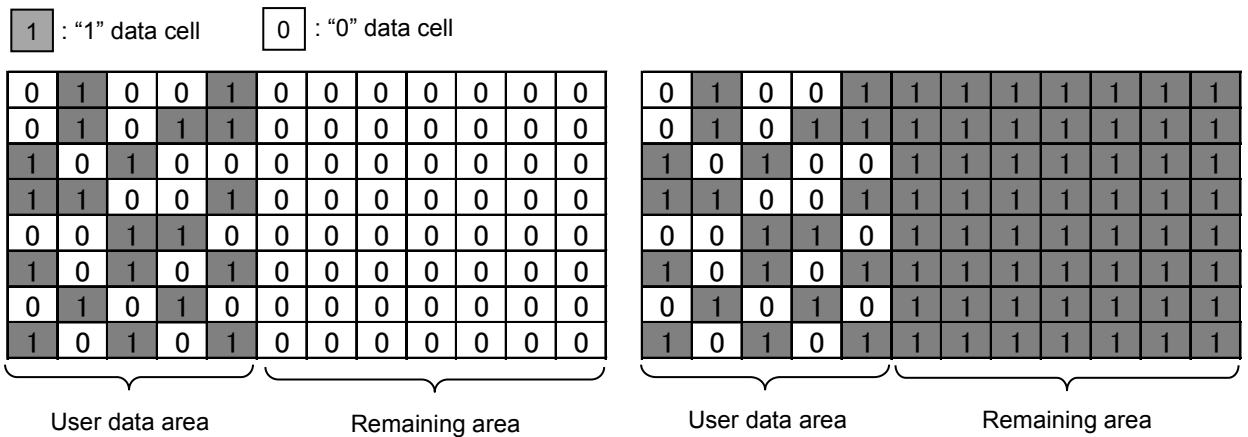 1 : “1” data cell 0 : “0” data cell
0 1 0 0 1 0 0 0 0 0 0 0 0 1 0 0 1 1 1 1 1 1 1 1
0 1 0 1 1 0 0 0 0 0 0 0 0 1 0 1 1 1 1 1 1 1 1 1
1 0 1 0 0 0 0 0 0 0 0 0 1 0 1 0 0 1 1 1 1 1 1 1
1 1 0 0 1 0 0 0 0 0 0 0 1 1 0 0 1 1 1 1 1 1 1 1
0 0 1 1 0 0 0 0 0 0 0 0 0 0 1 1 0 1 1 1 1 1 1 1
1 0 1 0 1 0 0 0 0 0 0 0 1 0 1 0 1 1 1 1 1 1 1 1
0 1 0 1 0 0 0 0 0 0 0 0 0 1 0 1 0 1 1 1 1 1 1 1
1 0 1 0 1 0 0 0 0 0 0 0 1 0 1 0 1 1 1 1 1 1 1 1
User data area Remaining area User data area Remaining area